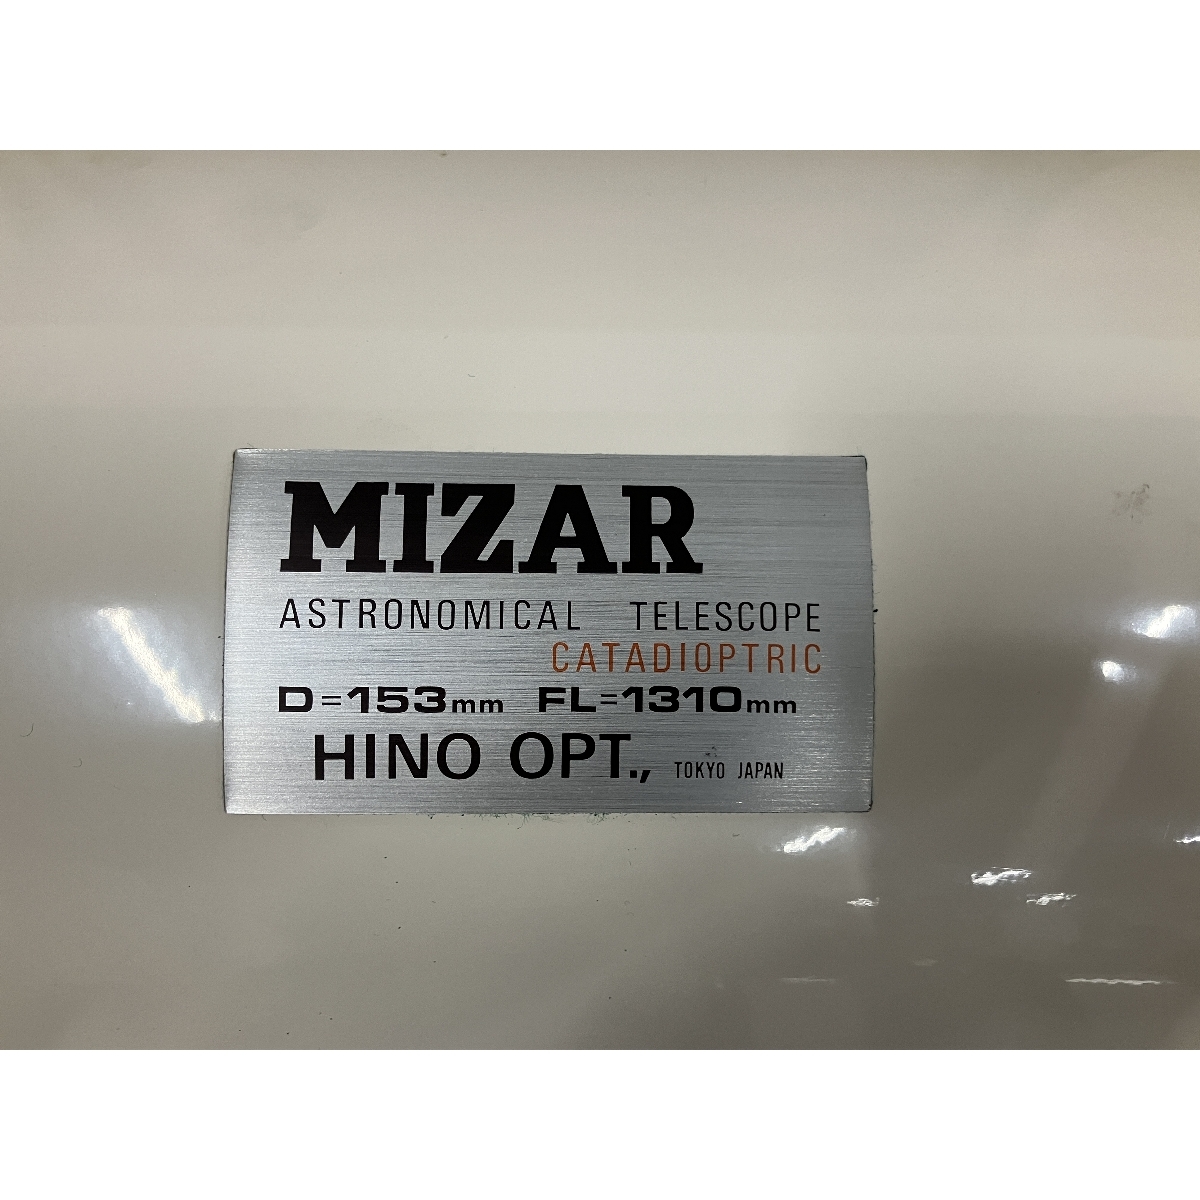 MIZAR
ASTRONOMICAL TELESCOPE
CATADIOPTRIC
D=153mm FL=1310mm
HINO OPT., TOKYO JAPAN